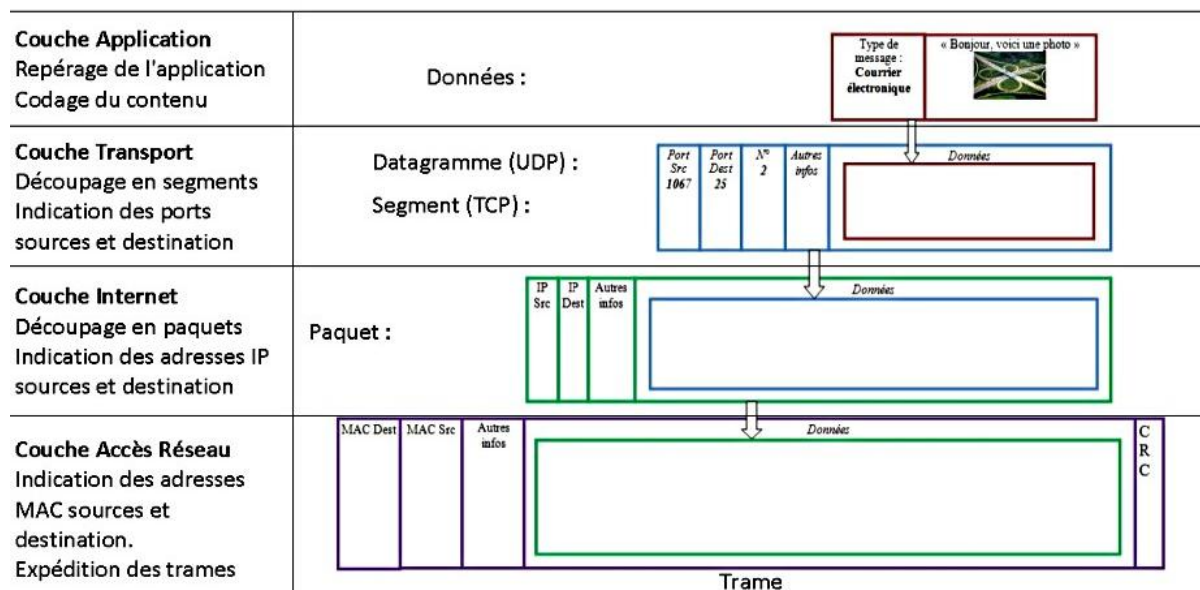 Couche Application
Repérage de l'application
Codage du contenu
Données :
Type de
message :
Courrier
électronique
« Bonjour, voici une photo »
Couche Transport
Découpage en segments
Indication des ports
sources et destination
Datagramme (UDP) :
Segment (TCP) :
Port
Src
1067
Port
Dest
25
N°
2
Autres
infos
Données
Couche Internet
Découpage en paquets
Indication des adresses IP
sources et destination
Paquet :
IP
Src
IP
Dest
Autres
infos
Données
Couche Accès Réseau
Indication des adresses
MAC sources et
destination.
Expédition des trames
MAC Dest
MAC Src
Autres
infos
Données
C
R
C
Trame